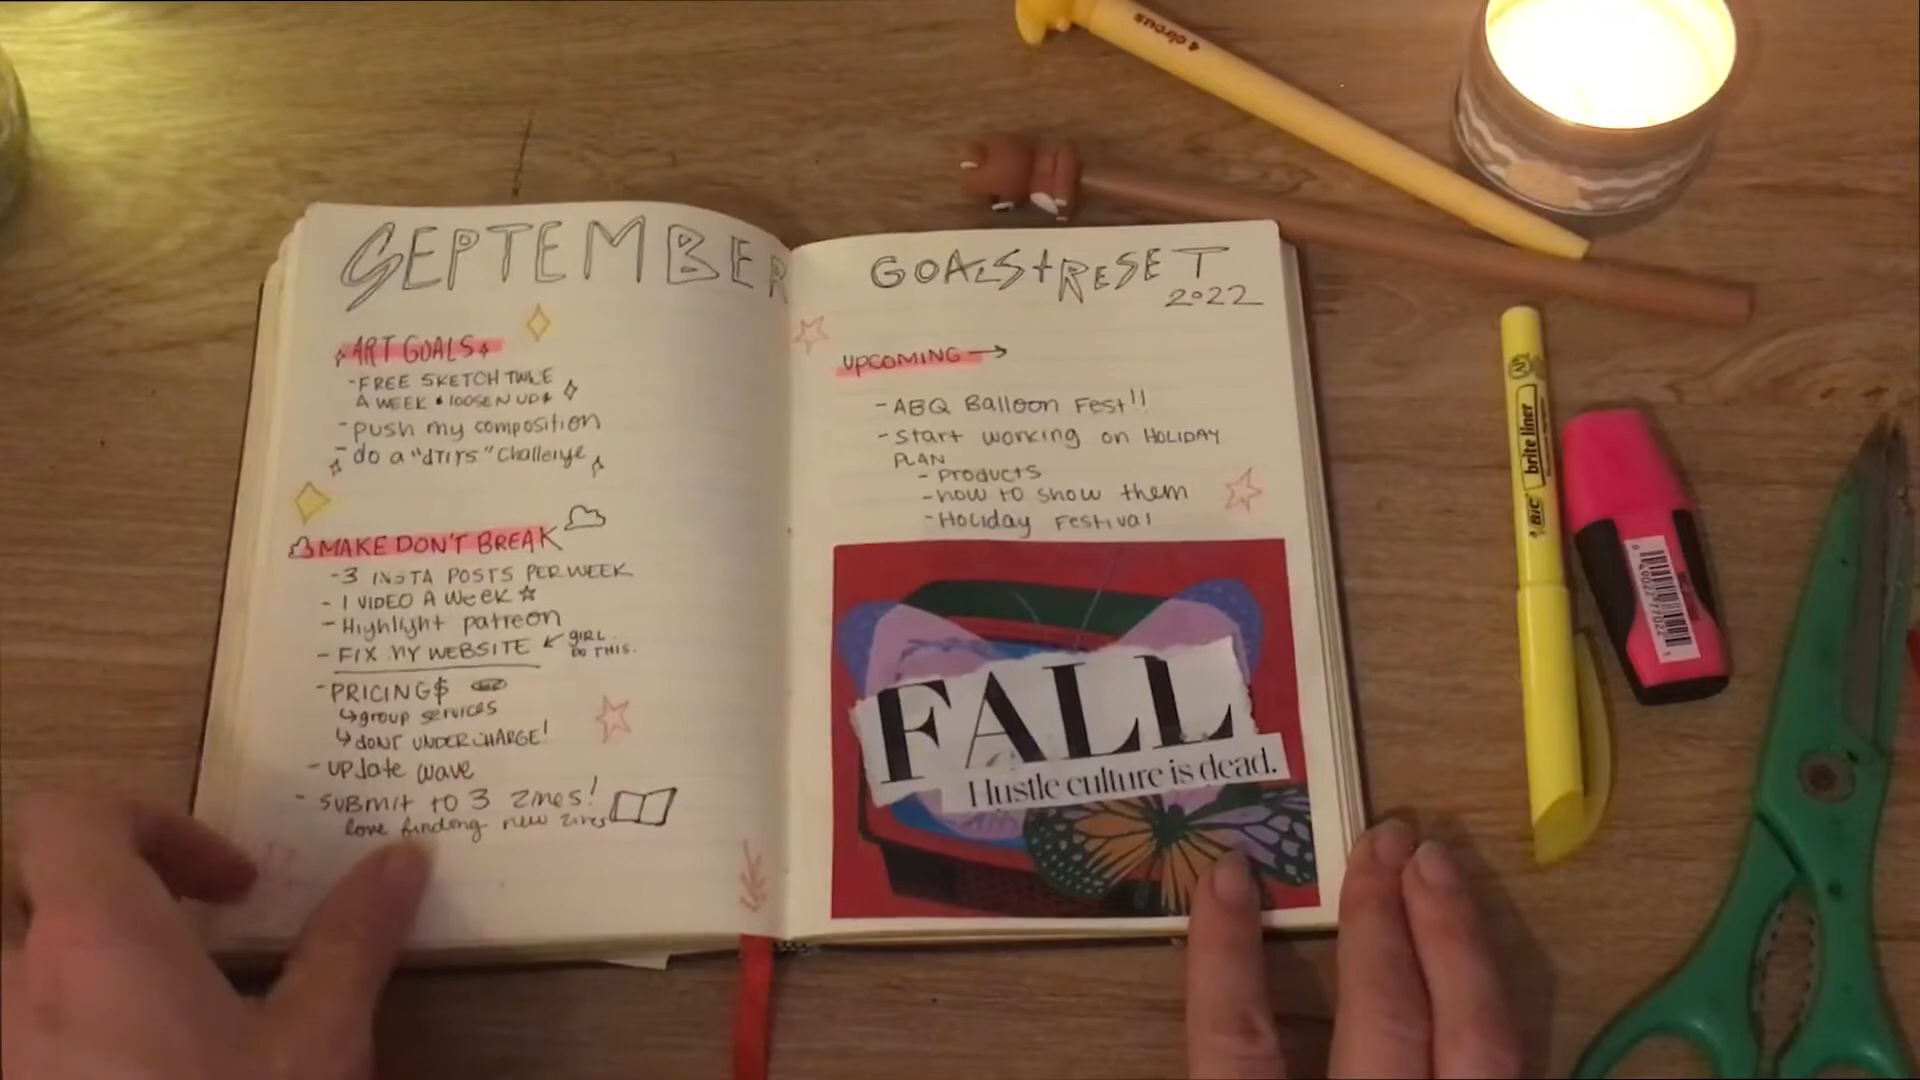 SEPTEMBER
ART GOALS
- FREE SKETCH TWICE
A WEEK * LOOSEN UP *
- push my composition
- do a "dTIYS" challenge
MAKE DON'T BREAK
- 3 INSTA POSTS PER WEEK
- 1 VIDEO A WEEK
- Highlight patreon
- FIX MY WEBSITE ← GIRL
DO THIS.
- PRICING$
↳ group services
↳ DONT UNDERCHARGE!
- update wave
- SUBMIT TO 3 ZINES!
love finding new zines
GOALS + RESET
2022
UPCOMING →
- ABQ Balloon Fest!!
- start working on HOLIDAY
PLAN
- products
- how to show them
- Holiday Festival
FALL
Hustle culture is dead.
4 circus
BIC brite liner